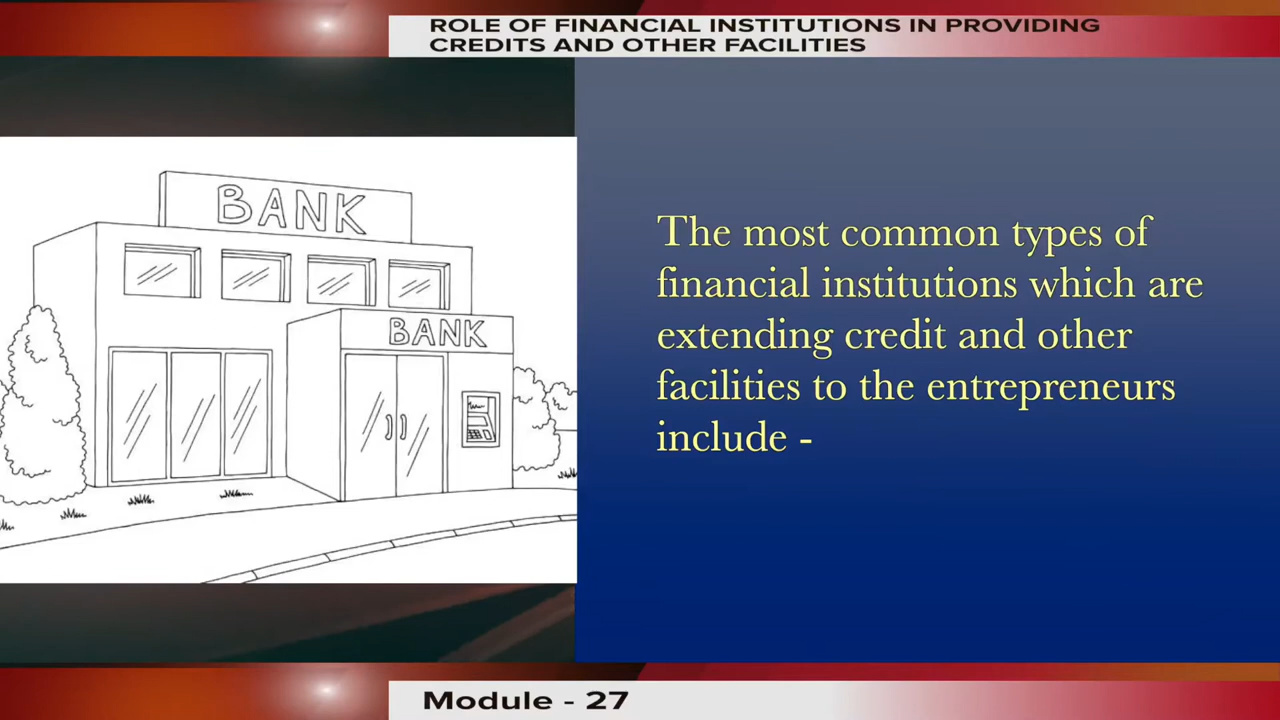 ROLE OF FINANCIAL INSTITUTIONS IN PROVIDING
CREDITS AND OTHER FACILITIES
BANK
BANK
The most common types of
financial institutions which are
extending credit and other
facilities to the entrepreneurs
include -
Module - 27